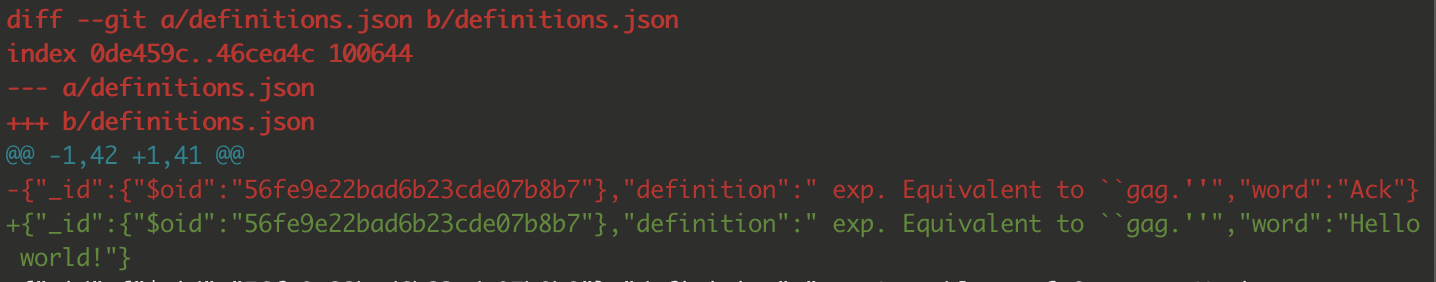 diff --git a/definitions.json b/definitions.json
index 0de459c..46cea4c 100644
--- a/definitions.json
+++ b/definitions.json
@@ -1,42 +1,41 @@
-{"_id":{"$oid":"56fe9e22bad6b23cde07b8b7"},"definition":" exp. Equivalent to ``gag.''","word":"Ack"}
+{"_id":{"$oid":"56fe9e22bad6b23cde07b8b7"},"definition":" exp. Equivalent to ``gag.''","word":"Hello
world!"}